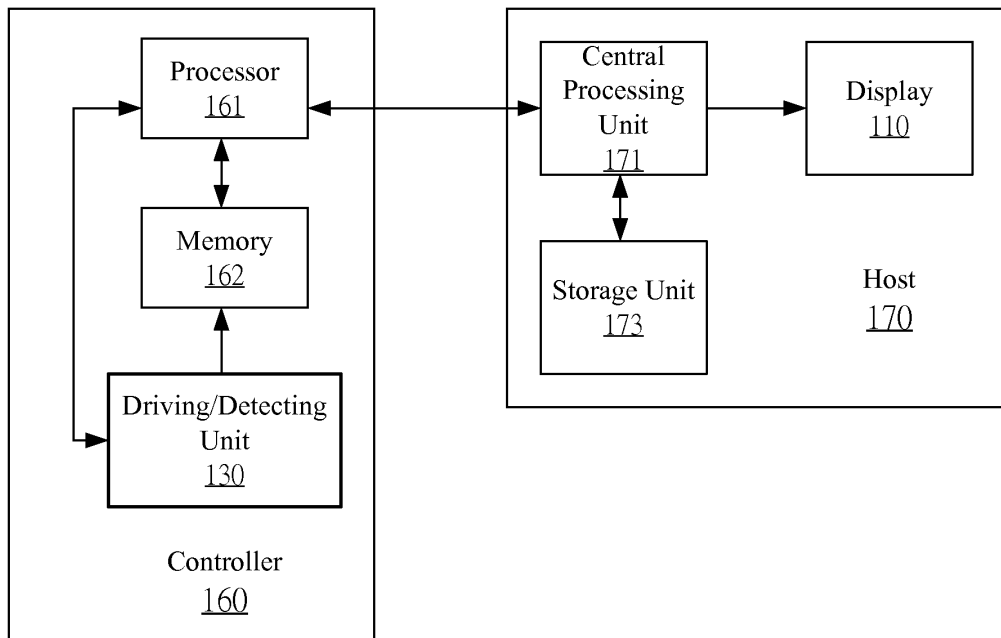 Processor
161
Memory
162
Driving/Detecting
Unit
130
Controller
160
Central
Processing
Unit
171
Display
110
Storage Unit
173
Host
170